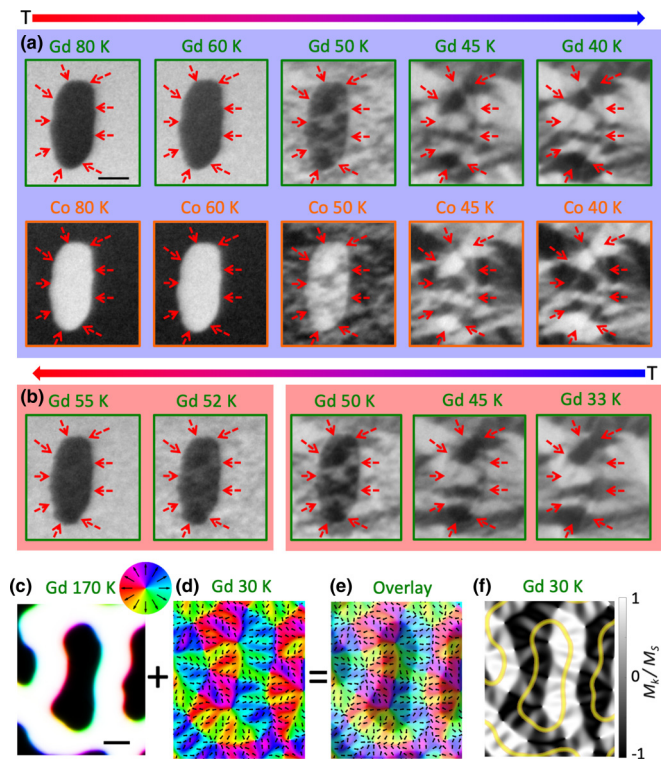 T
(a) Gd 80 K Gd 60 K Gd 50 K Gd 45 K Gd 40 K
Co 80 K Co 60 K Co 50 K Co 45 K Co 40 K
T
(b) Gd 55 K Gd 52 K Gd 50 K Gd 45 K Gd 33 K
(c) Gd 170 K (d) Gd 30 K (e) Overlay (f) Gd 30 K
+ =
1
0
-1
Mk/Ms